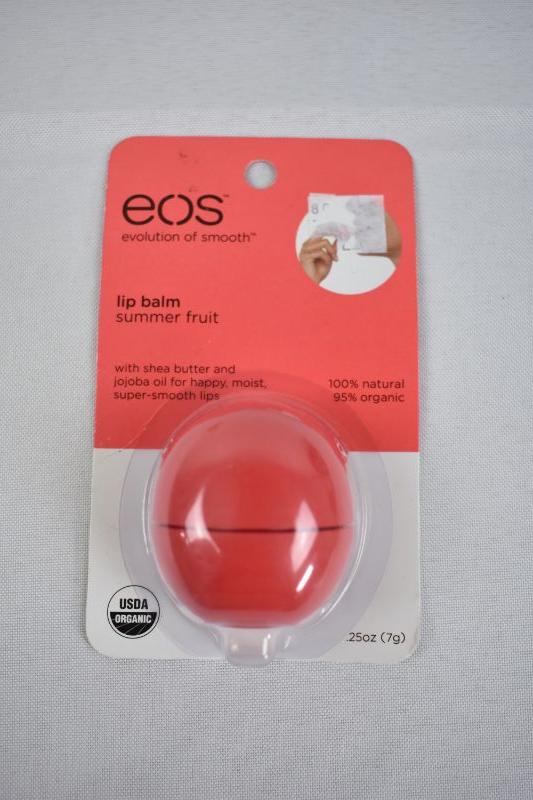 eos™
evolution of smooth™
lip balm
summer fruit
with shea butter and
jojoba oil for happy, moist,
super-smooth lips
100% natural
95% organic
USDA
ORGANIC
.25oz (7g)